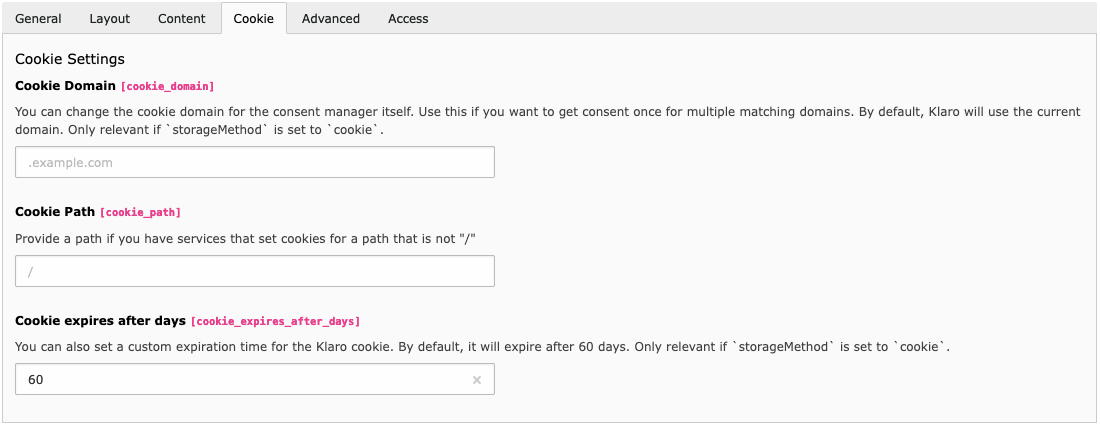 General Layout Content Cookie Advanced Access
Cookie Settings
Cookie Domain [cookie_domain]
You can change the cookie domain for the consent manager itself. Use this if you want to get consent once for multiple matching domains. By default, Klaro will use the current
domain. Only relevant if `storageMethod` is set to `cookie`.
.example.com
Cookie Path [cookie_path]
Provide a path if you have services that set cookies for a path that is not "/"
/
Cookie expires after days [cookie_expires_after_days]
You can also set a custom expiration time for the Klaro cookie. By default, it will expire after 60 days. Only relevant if `storageMethod` is set to `cookie`.
60